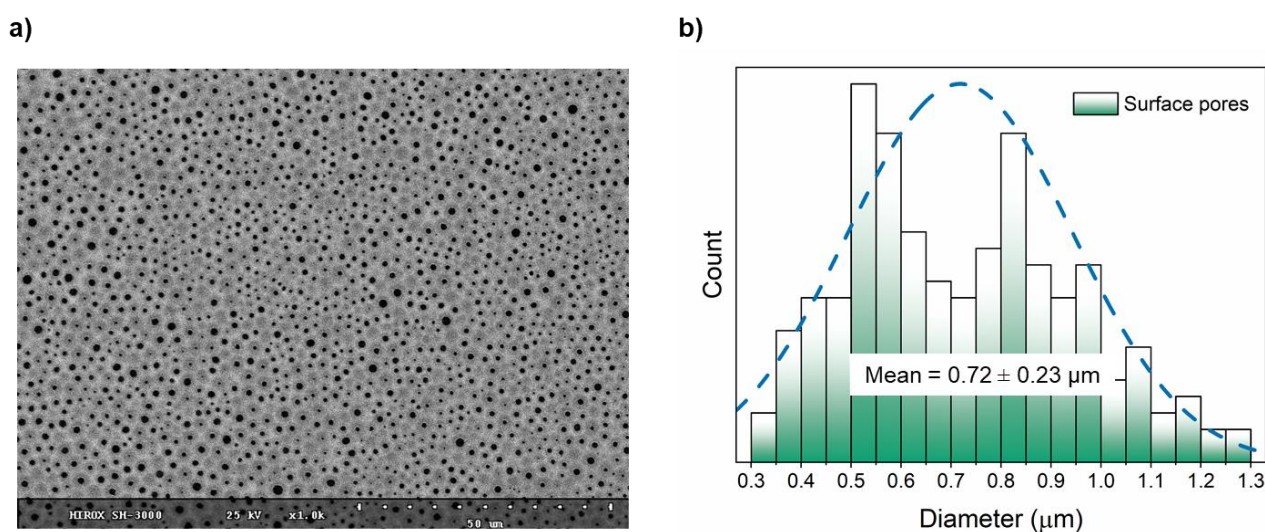 a)
b)
HIROX SH-3000 25 kV x1.0k 50 um
Surface pores
Count
Mean = 0.72 ± 0.23 µm
0.3 0.4 0.5 0.6 0.7 0.8 0.9 1.0 1.1 1.2 1.3
Diameter (µm)